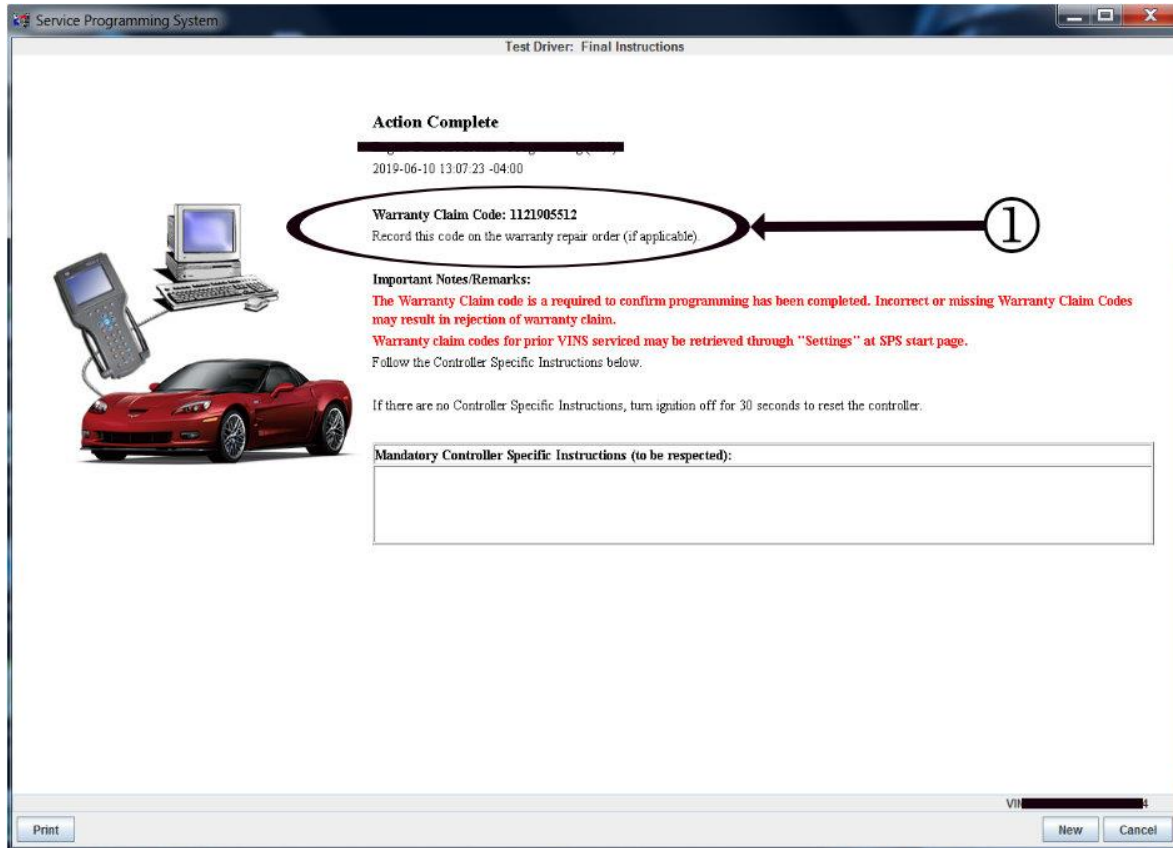 Service Programming System
Test Driver: Final Instructions
Action Complete
2019-06-10 13:07:23 -04:00
Warranty Claim Code: 1121905512
Record this code on the warranty repair order (if applicable).
1
Important Notes/Remarks:
The Warranty Claim code is a required to confirm programming has been completed. Incorrect or missing Warranty Claim Codes
may result in rejection of warranty claim.
Warranty claim codes for prior VINS serviced may be retrieved through "Settings" at SPS start page.
Follow the Controller Specific Instructions below.
If there are no Controller Specific Instructions, turn ignition off for 30 seconds to reset the controller.
Mandatory Controller Specific Instructions (to be respected):
4
Print
New
Cancel